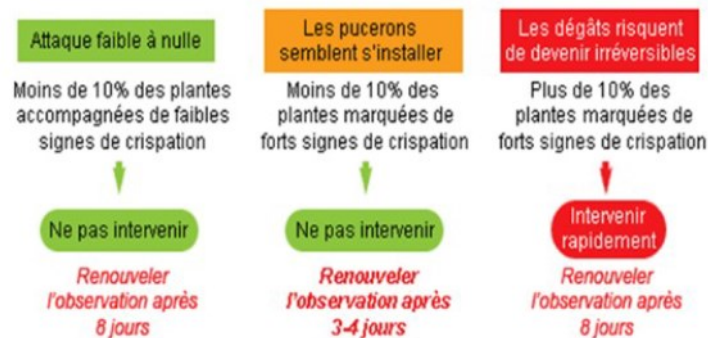 Attaque faible à nulle
Moins de 10% des plantes
accompagnées de faibles
signes de crispation
Ne pas intervenir
Renouveler
l'observation après
8 jours
Les pucerons
semblent s'installer
Moins de 10% des
plantes marquées de
forts signes de crispation
Ne pas intervenir
Renouveler
l'observation après
3-4 jours
Les dégâts risquent
de devenir irréversibles
Plus de 10% des
plantes marquées de
forts signes de crispation
Intervenir
rapidement
Renouveler
l'observation après
8 jours